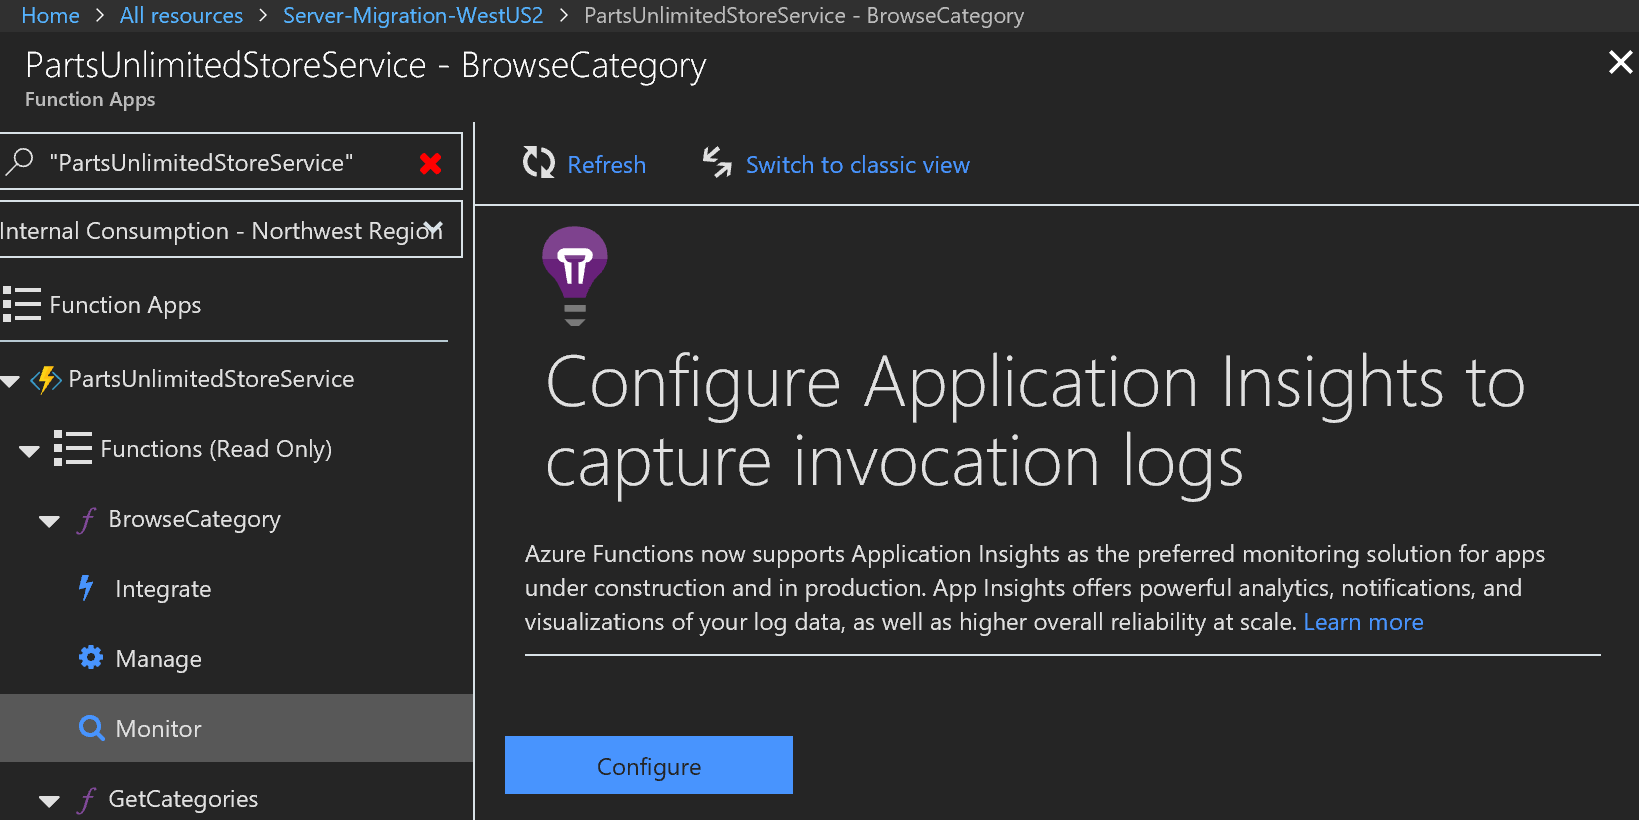 Home > All resources > Server-Migration-WestUS2 > PartsUnlimitedStoreService - BrowseCategory
PartsUnlimitedStoreService - BrowseCategory
Function Apps
"PartsUnlimitedStoreService"
Internal Consumption - Northwest Region
Function Apps
PartsUnlimitedStoreService
Functions (Read Only)
BrowseCategory
Integrate
Manage
Monitor
GetCategories
Refresh
Switch to classic view
Configure Application Insights to
capture invocation logs
Azure Functions now supports Application Insights as the preferred monitoring solution for apps
under construction and in production. App Insights offers powerful analytics, notifications, and
visualizations of your log data, as well as higher overall reliability at scale. Learn more
Configure